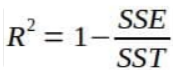 R² = 1 − SSE/SST